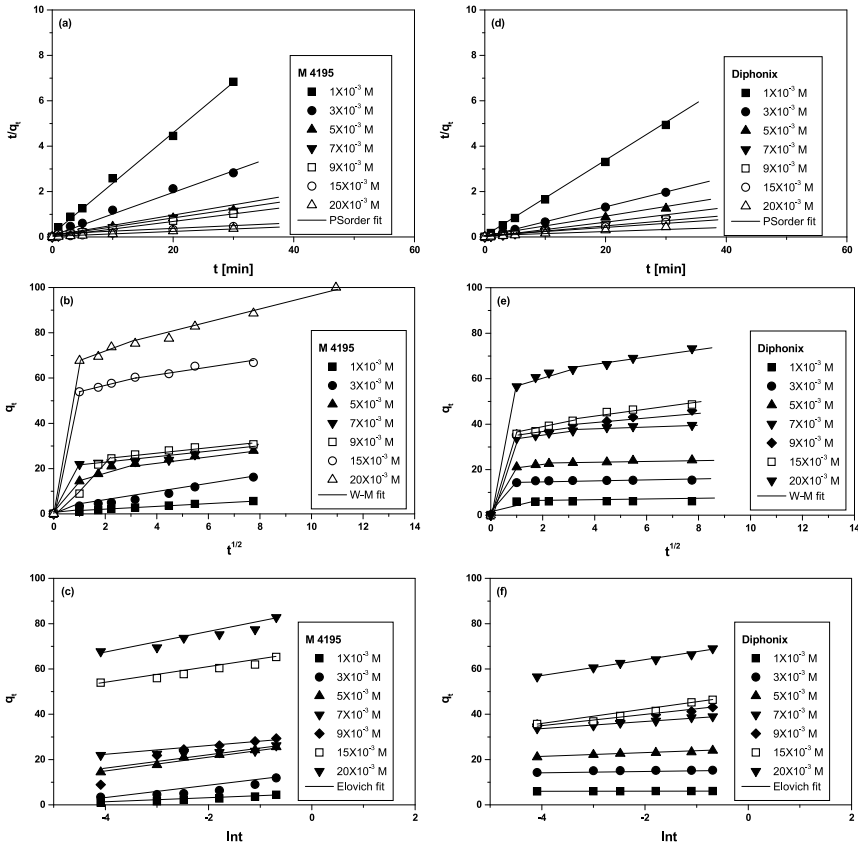 (a)
10
8
6
4
2
0
t/qt
0 20 40 60
t [min]
M 4195
1X10⁻³ M
3X10⁻³ M
5X10⁻³ M
7X10⁻³ M
9X10⁻³ M
15X10⁻³ M
20X10⁻³ M
PSorder fit
(d)
10
8
6
4
2
0
t/qt
0 20 40 60
t [min]
Diphonix
1X10⁻³ M
3X10⁻³ M
5X10⁻³ M
7X10⁻³ M
9X10⁻³ M
15X10⁻³ M
20X10⁻³ M
PSorder fit
(b)
100
80
60
40
20
0
qt
0 2 4 6 8 10 12 14
t^1/2
M 4195
1X10⁻³ M
3X10⁻³ M
5X10⁻³ M
7X10⁻³ M
9X10⁻³ M
15X10⁻³ M
20X10⁻³ M
W-M fit
(e)
100
80
60
40
20
0
qt
0 2 4 6 8 10 12 14
t^1/2
Diphonix
1X10⁻³ M
3X10⁻³ M
5X10⁻³ M
7X10⁻³ M
9X10⁻³ M
15X10⁻³ M
20X10⁻³ M
W-M fit
(c)
100
80
60
40
20
0
qt
-4 -2 0 2
lnt
M 4195
1X10⁻³ M
3X10⁻³ M
5X10⁻³ M
7X10⁻³ M
9X10⁻³ M
15X10⁻³ M
20X10⁻³ M
Elovich fit
(f)
100
80
60
40
20
0
qt
-4 -2 0 2
lnt
Diphonix
1X10⁻³ M
3X10⁻³ M
5X10⁻³ M
7X10⁻³ M
9X10⁻³ M
15X10⁻³ M
20X10⁻³ M
Elovich fit